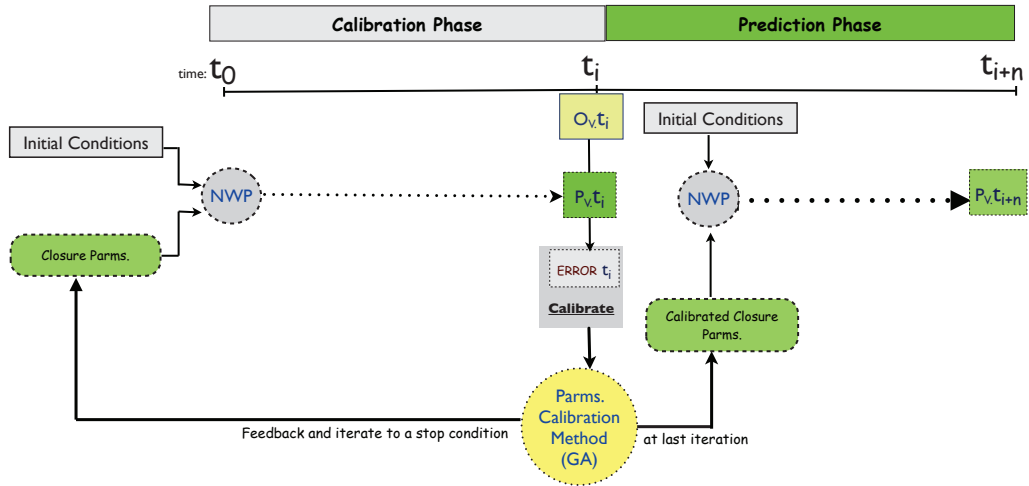 Calibration Phase
Prediction Phase
time: t0
ti
ti+n
Initial Conditions
Ov.ti
Initial Conditions
NWP
Pv.ti
NWP
Pv.ti+n
Closure Parms.
ERROR ti
Calibrate
Calibrated Closure
Parms.
Parms.
Calibration
Method
(GA)
Feedback and iterate to a stop condition
at last iteration